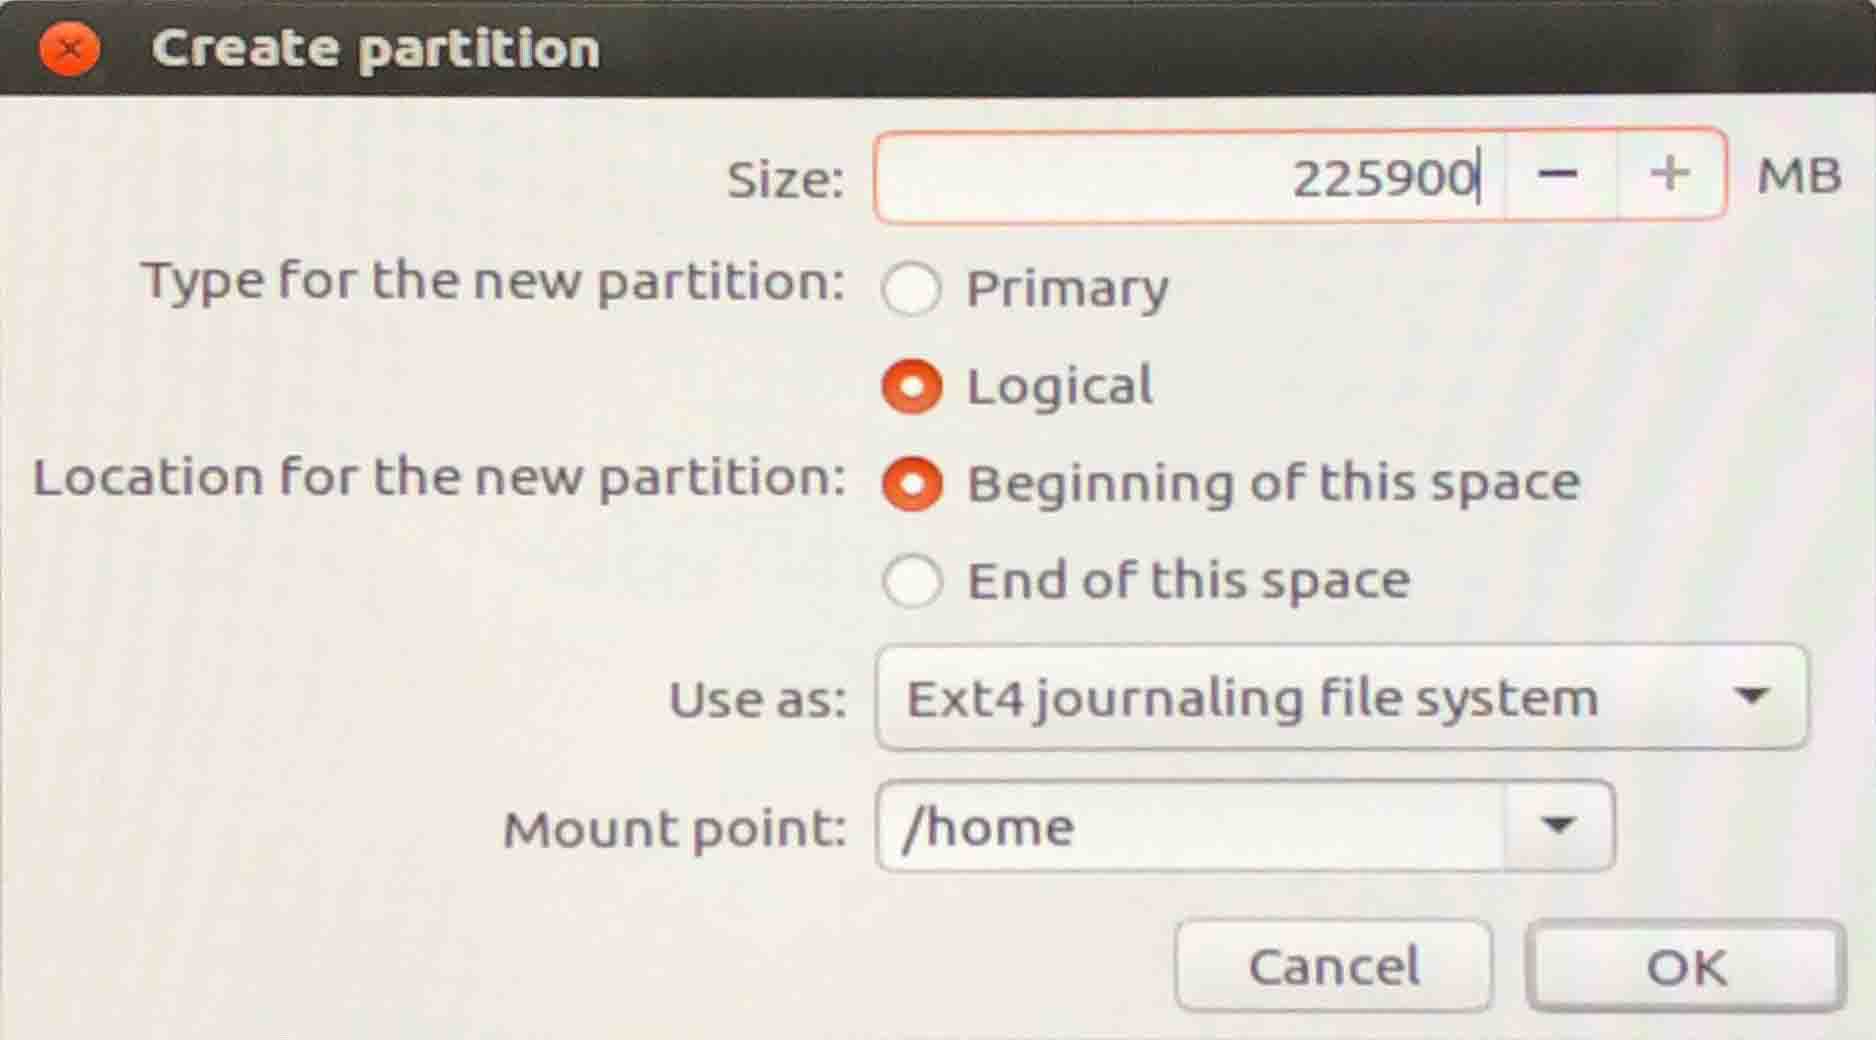 Create partition
Size: 225900 − + MB
Type for the new partition: Primary
Logical
Location for the new partition: Beginning of this space
End of this space
Use as: Ext4 journaling file system
Mount point: /home
Cancel OK